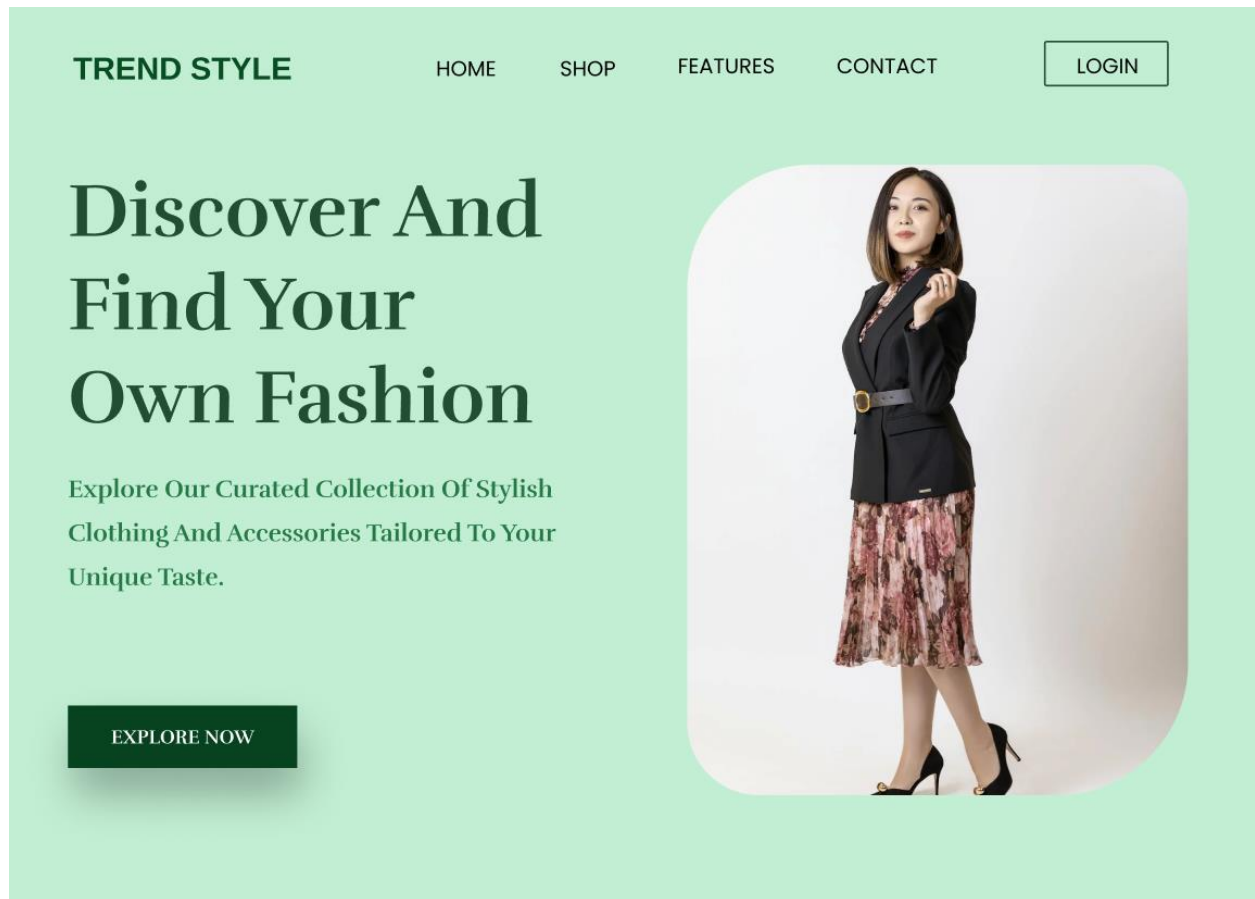 TREND STYLE
HOME
SHOP
FEATURES
CONTACT
LOGIN
Discover And
Find Your
Own Fashion
Explore Our Curated Collection Of Stylish
Clothing And Accessories Tailored To Your
Unique Taste.
EXPLORE NOW